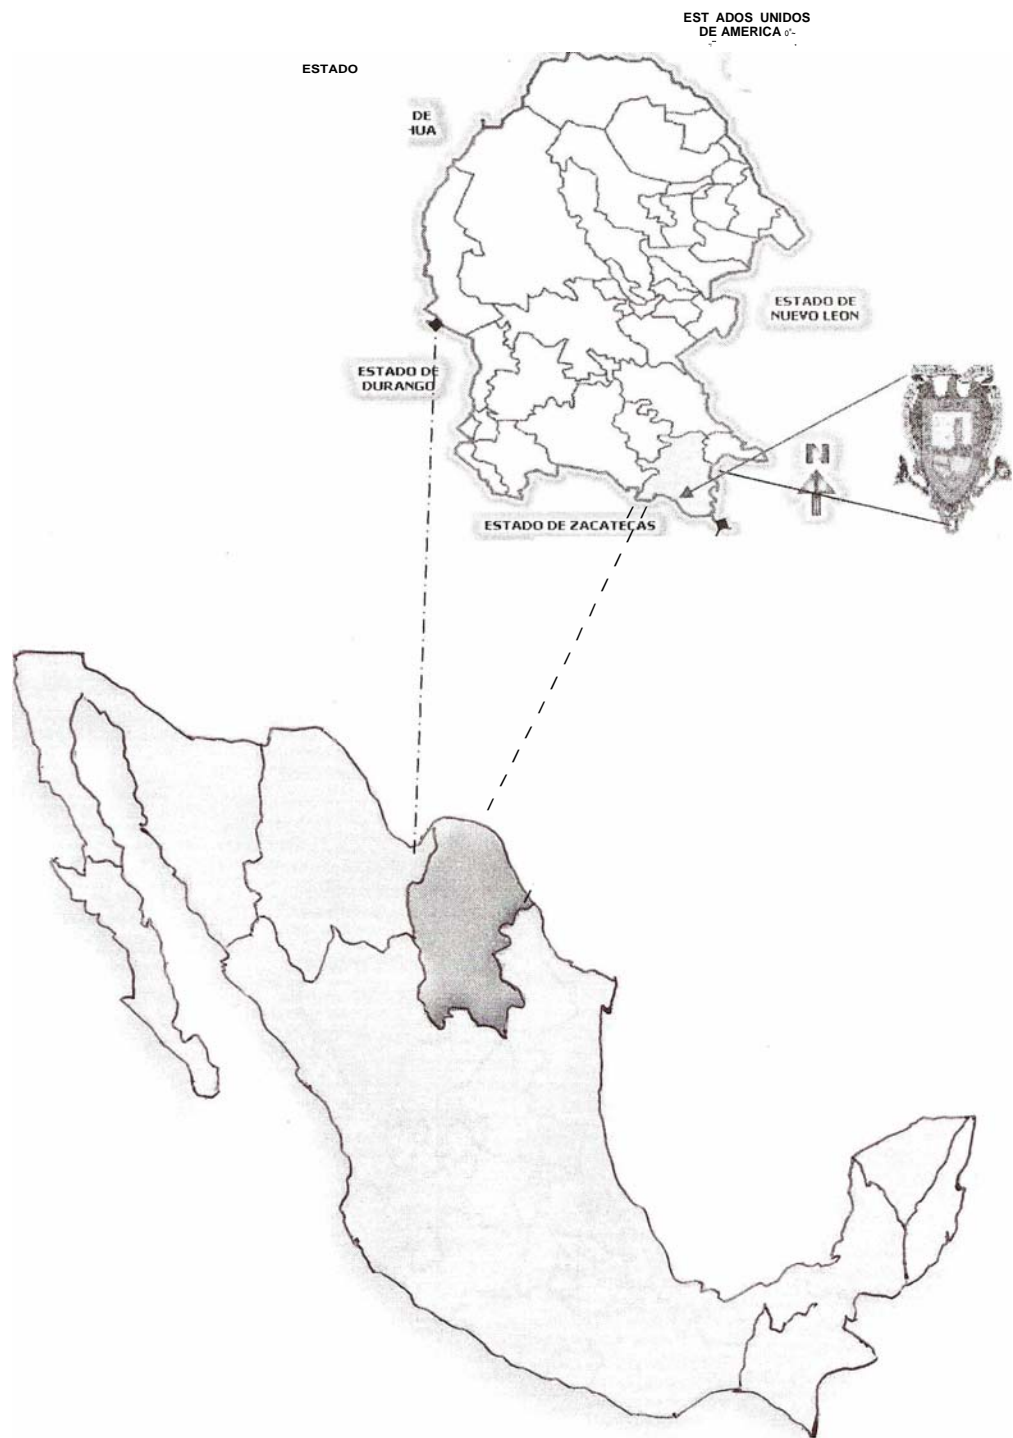 EST ADOS UNIDOS
DE AMERICA
ESTADO
DE
HUA
ESTADO DE
NUEVO LEON
ESTADO DE
DURANGO
N
ESTADO DE ZACATECAS